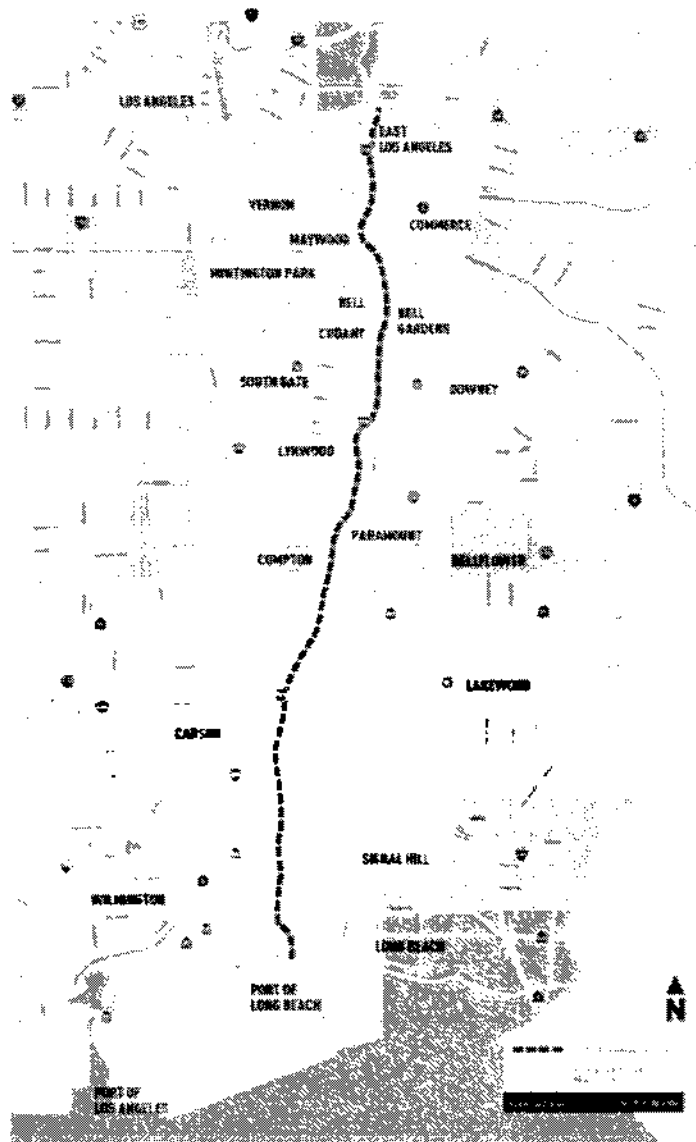 LOS ANGELES
EAST
LOS ANGELES
VERNON
COMMERCE
MAYWOOD
HUNTINGTON PARK
BELL
BELL
GARDENS
CUDAHY
SOUTH GATE
DOWNEY
LYNWOOD
PARAMOUNT
COMPTON
BELLFLOWER
LAKEWOOD
CARSON
SIGNAL HILL
WILMINGTON
LONG BEACH
PORT OF
LONG BEACH
N
PORT OF
LOS ANGELES